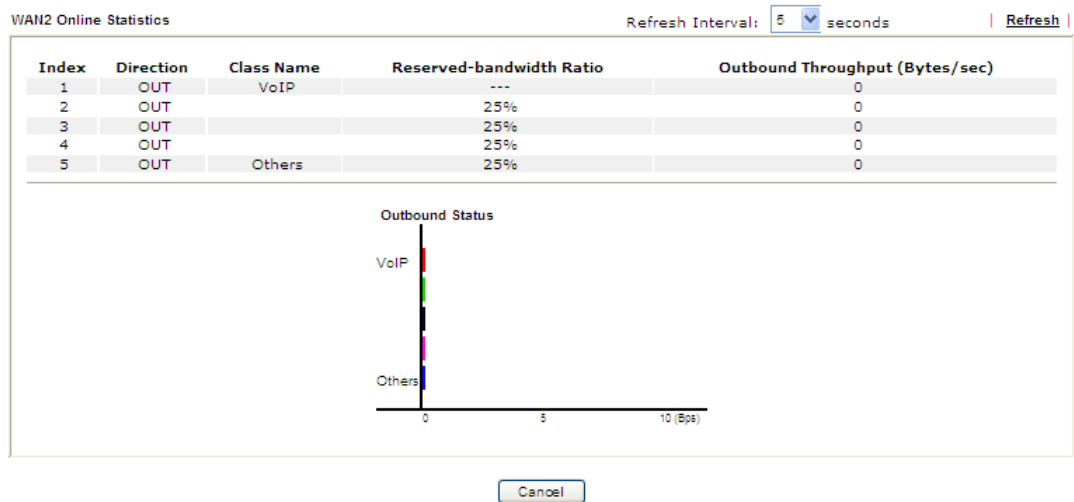 WAN2 Online Statistics Refresh Interval: 5 seconds | Refresh |
Index Direction Class Name Reserved-bandwidth Ratio Outbound Throughput (Bytes/sec)
1 OUT VoIP --- 0
2 OUT 25% 0
3 OUT 25% 0
4 OUT 25% 0
5 OUT Others 25% 0
Outbound Status
VoIP
Others
0 5 10 (Bps)
Cancel